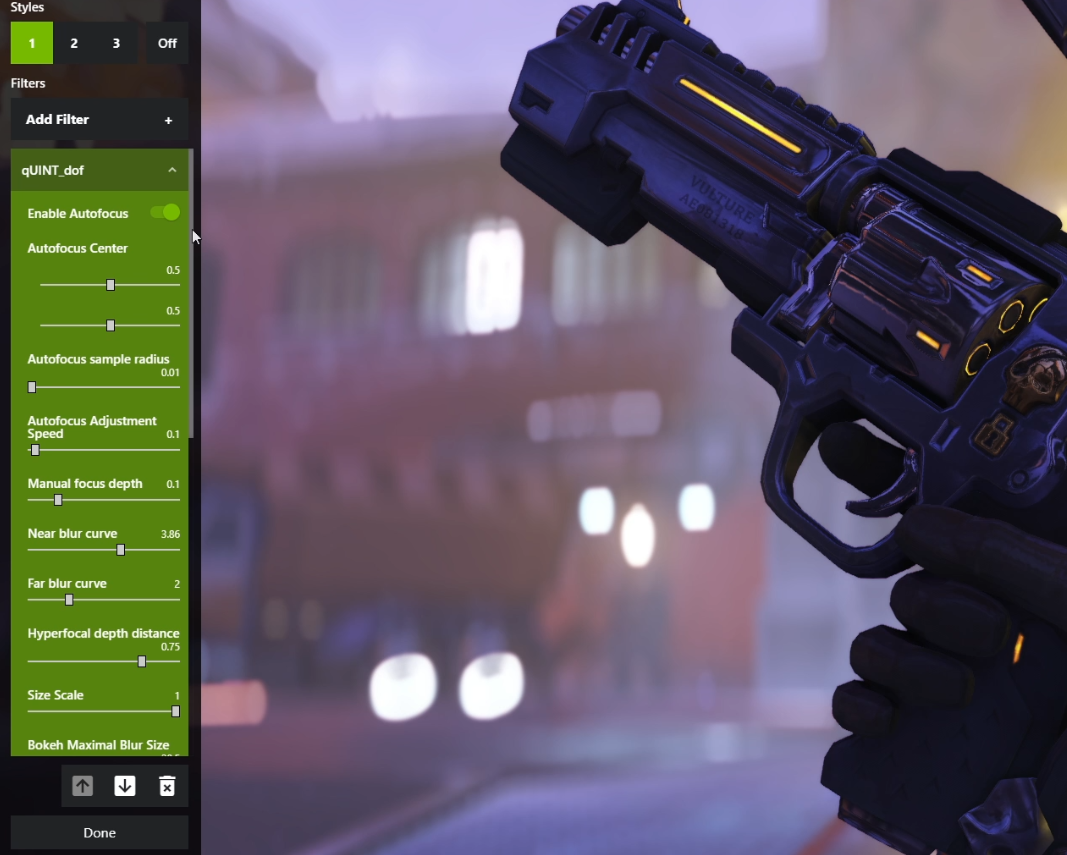 Styles
1 2 3 Off
Filters
Add Filter +
qUINT_dof
Enable Autofocus
Autofocus Center
0.5
0.5
Autofocus sample radius
0.01
Autofocus Adjustment
Speed 0.1
Manual focus depth 0.1
Near blur curve 3.86
Far blur curve 2
Hyperfocal depth distance
0.75
Size Scale 1
Bokeh Maximal Blur Size
Done
VULTURE